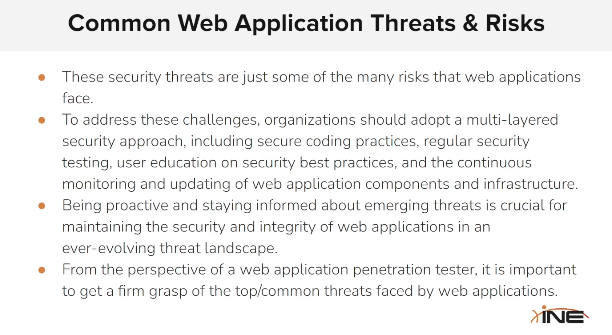 Common Web Application Threats & Risks
● These security threats are just some of the many risks that web applications
face.
● To address these challenges, organizations should adopt a multi-layered
security approach, including secure coding practices, regular security
testing, user education on security best practices, and the continuous
monitoring and updating of web application components and infrastructure.
● Being proactive and staying informed about emerging threats is crucial for
maintaining the security and integrity of web applications in an
ever-evolving threat landscape.
● From the perspective of a web application penetration tester, it is important
to get a firm grasp of the top/common threats faced by web applications.
INE